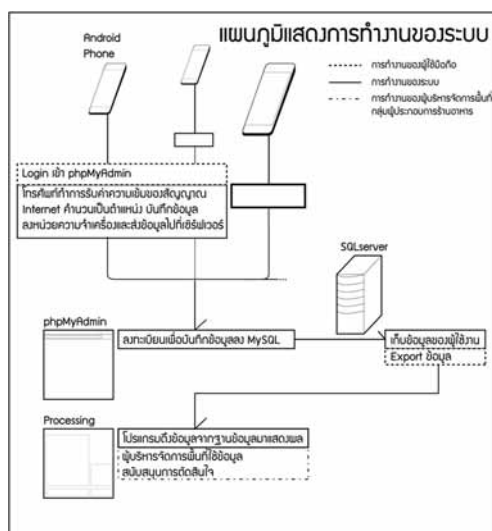 แผนภูมิแสดงการทำงานของระบบ
Android
Phone
การทำงานของผู้ใช้มือถือ
การทำงานของระบบ
การทำงานของผู้บริหารจัดการพื้นที่
กลุ่มผู้ประกอบการร้านอาหาร
Login เข้า phpMyAdmin
โทรศัพท์ทำการรับค่าความเข้มของสัญญาณ
Internet คำนวนเป็นตำแหน่ง บันทึกข้อมูล
ลงหน่วยความจำเครื่องและส่งข้อมูลไปที่เซิร์ฟเวอร์
SQLserver
phpMyAdmin
ลงทะเบียนเพื่อบันทึกข้อมูลลง MySQL
เก็บข้อมูลของผู้ใช้งาน
Export ข้อมูล
Processing
โปรแกรมดึงข้อมูลจากฐานข้อมูลมาแสดงผล
ผู้บริหารจัดการพื้นที่ใช้ข้อมูล
สนับสนุนการตัดสินใจ